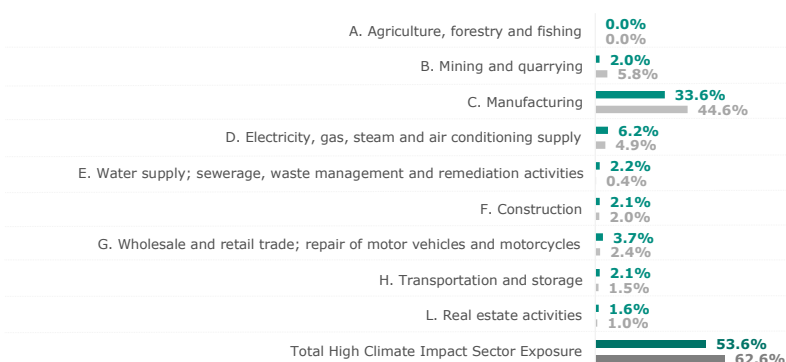 A. Agriculture, forestry and fishing 0.0%
0.0%
B. Mining and quarrying 2.0%
5.8%
C. Manufacturing 33.6%
44.6%
D. Electricity, gas, steam and air conditioning supply 6.2%
4.9%
E. Water supply; sewerage, waste management and remediation activities 2.2%
0.4%
F. Construction 2.1%
2.0%
G. Wholesale and retail trade; repair of motor vehicles and motorcycles 3.7%
2.4%
H. Transportation and storage 2.1%
1.5%
L. Real estate activities 1.6%
1.0%
Total High Climate Impact Sector Exposure 53.6%
62.6%